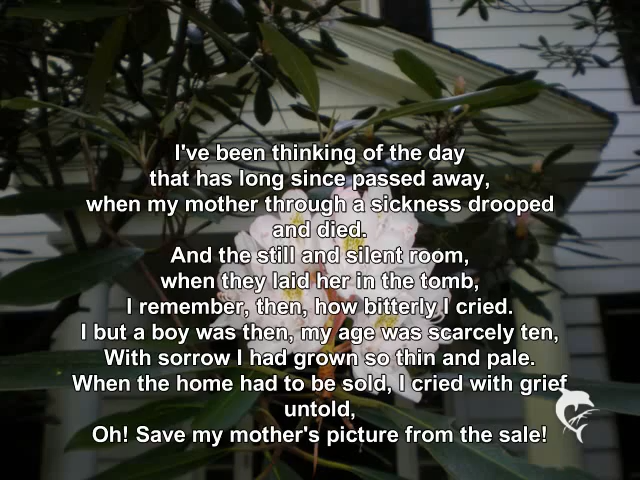 I've been thinking of the day
that has long since passed away,
when my mother through a sickness drooped
and died.
And the still and silent room,
when they laid her in the tomb,
I remember, then, how bitterly I cried.
I but a boy was then, my age was scarcely ten,
With sorrow I had grown so thin and pale.
When the home had to be sold, I cried with grief
untold,
Oh! Save my mother's picture from the sale!